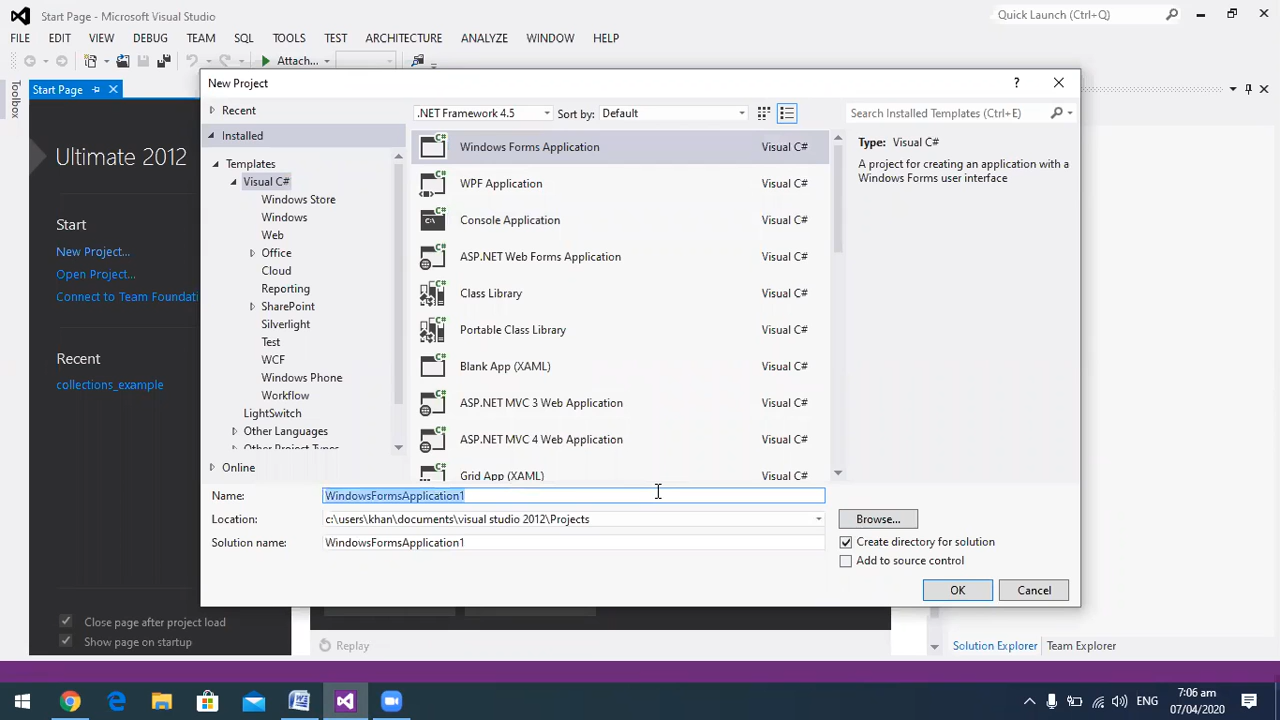 Start Page - Microsoft Visual Studio
Quick Launch (Ctrl+Q)
FILE EDIT VIEW DEBUG TEAM SQL TOOLS TEST ARCHITECTURE ANALYZE WINDOW HELP
Attach...
Toolbox
Start Page
Ultimate 2012
Start
New Project...
Open Project...
Connect to Team Foundati
Recent
collections_example
Close page after project load
Show page on startup
New Project
?
Recent
Installed
Templates
Visual C#
Windows Store
Windows
Web
Office
Cloud
Reporting
SharePoint
Silverlight
Test
WCF
Windows Phone
Workflow
LightSwitch
Other Languages
Other Project Types
Online
.NET Framework 4.5 Sort by: Default
Search Installed Templates (Ctrl+E)
Windows Forms Application Visual C#
WPF Application Visual C#
Console Application Visual C#
ASP.NET Web Forms Application Visual C#
Class Library Visual C#
Portable Class Library Visual C#
Blank App (XAML) Visual C#
ASP.NET MVC 3 Web Application Visual C#
ASP.NET MVC 4 Web Application Visual C#
Grid App (XAML) Visual C#
Type: Visual C#
A project for creating an application with a
Windows Forms user interface
Name: WindowsFormsApplication1
Location: c:\users\khan\documents\visual studio 2012\Projects
Browse...
Solution name: WindowsFormsApplication1
Create directory for solution
Add to source control
OK Cancel
Replay
Solution Explorer Team Explorer
ENG
7:06 am
07/04/2020